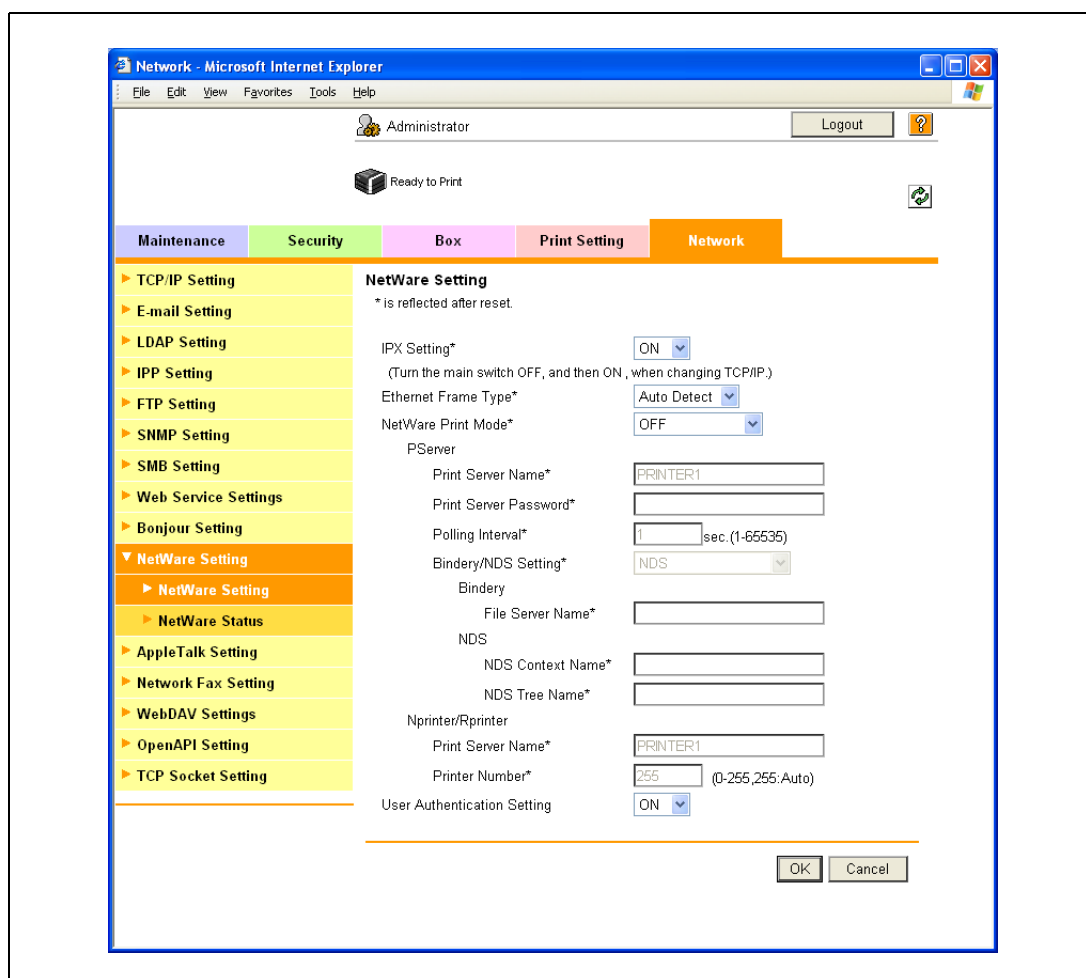 Network - Microsoft Internet Explorer
File Edit View Favorites Tools Help
Administrator
Logout
?
Ready to Print
Maintenance Security Box Print Setting Network
TCP/IP Setting
E-mail Setting
LDAP Setting
IPP Setting
FTP Setting
SNMP Setting
SMB Setting
Web Service Settings
Bonjour Setting
NetWare Setting
NetWare Setting
NetWare Status
AppleTalk Setting
Network Fax Setting
WebDAV Settings
OpenAPI Setting
TCP Socket Setting
NetWare Setting
* is reflected after reset.
IPX Setting* ON
(Turn the main switch OFF, and then ON , when changing TCP/IP.)
Ethernet Frame Type* Auto Detect
NetWare Print Mode* OFF
PServer
Print Server Name* PRINTER1
Print Server Password*
Polling Interval* 1 sec.(1-65535)
Bindery/NDS Setting* NDS
Bindery
File Server Name*
NDS
NDS Context Name*
NDS Tree Name*
Nprinter/Rprinter
Print Server Name* PRINTER1
Printer Number* 255 (0-255,255:Auto)
User Authentication Setting ON
OK Cancel